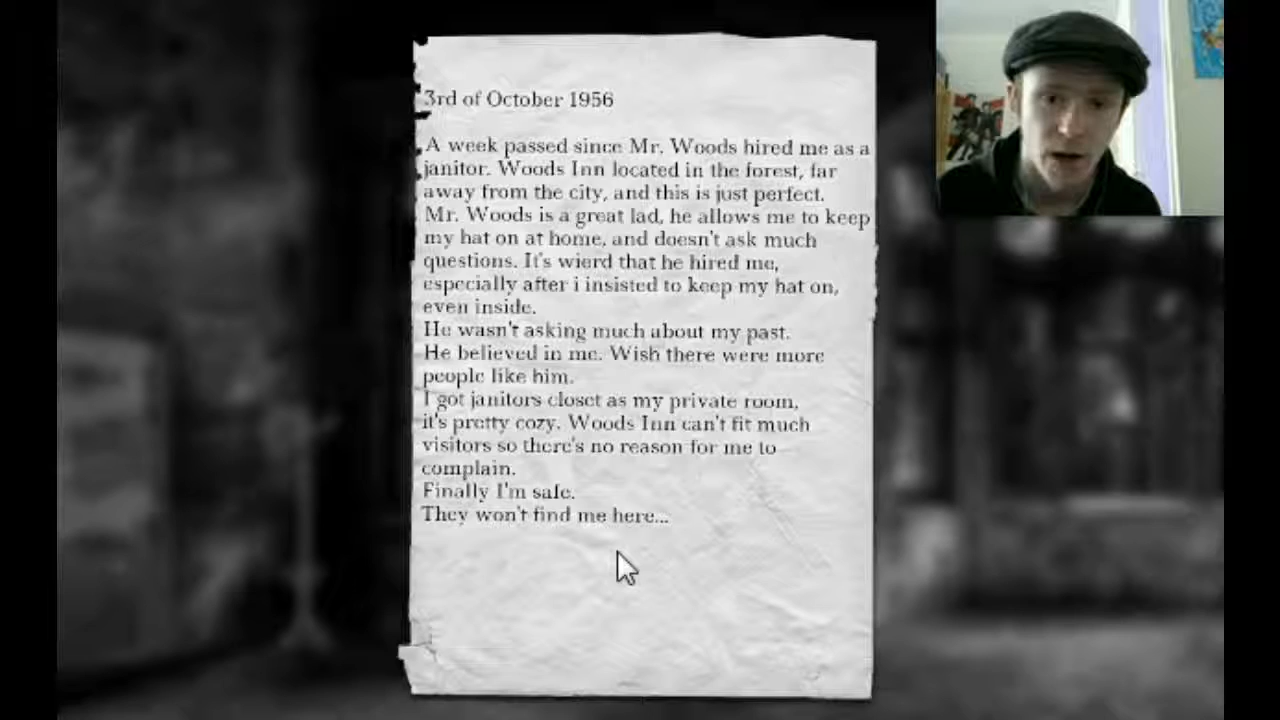 3rd of October 1956
A week passed since Mr. Woods hired me as a
janitor. Woods Inn located in the forest, far
away from the city, and this is just perfect.
Mr. Woods is a great lad, he allows me to keep
my hat on at home, and doesn't ask much
questions. It's wierd that he hired me,
especially after i insisted to keep my hat on,
even inside.
He wasn't asking much about my past.
He believed in me. Wish there were more
people like him.
I got janitors closet as my private room,
it's pretty cozy. Woods Inn can't fit much
visitors so there's no reason for me to
complain.
Finally I'm safe.
They won't find me here...